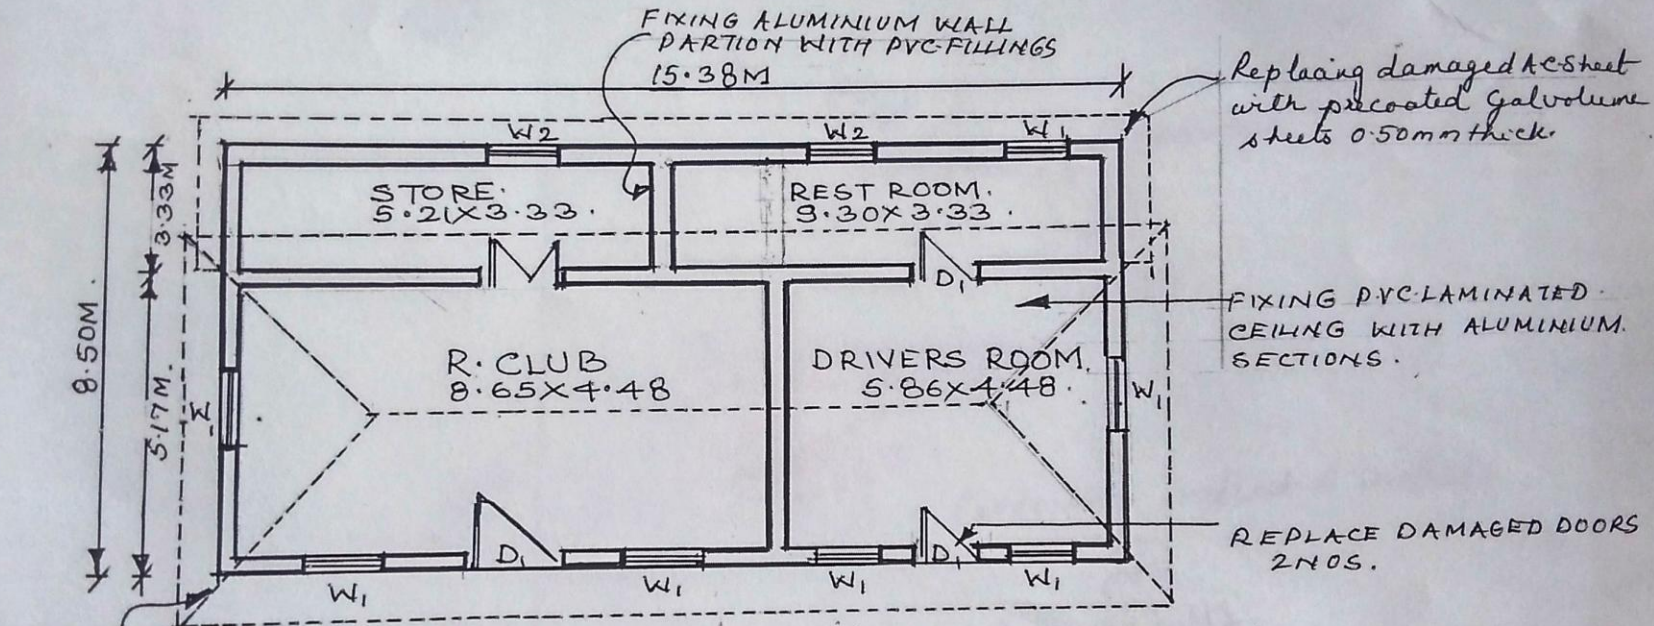 FIXING ALUMINIUM WALL
PARTION WITH PVC-FILLINGS
15.38M
Replacing damaged A.C Sheet
with precoated Galvolume
sheets 0.50mm thick.
W2
W2
W1
3.33M
STORE.
5.21X3.33.
REST ROOM.
9.30X3.33.
D1
8.50M.
5.17M.
FIXING P.V.C-LAMINATED
CEILING WITH ALUMINIUM.
SECTIONS.
R. CLUB
8.65X4.48
DRIVERS ROOM.
5.86X4.48.
W1
D1
D1
REPLACE DAMAGED DOORS
2NOS.
W1
W1
W1
W1